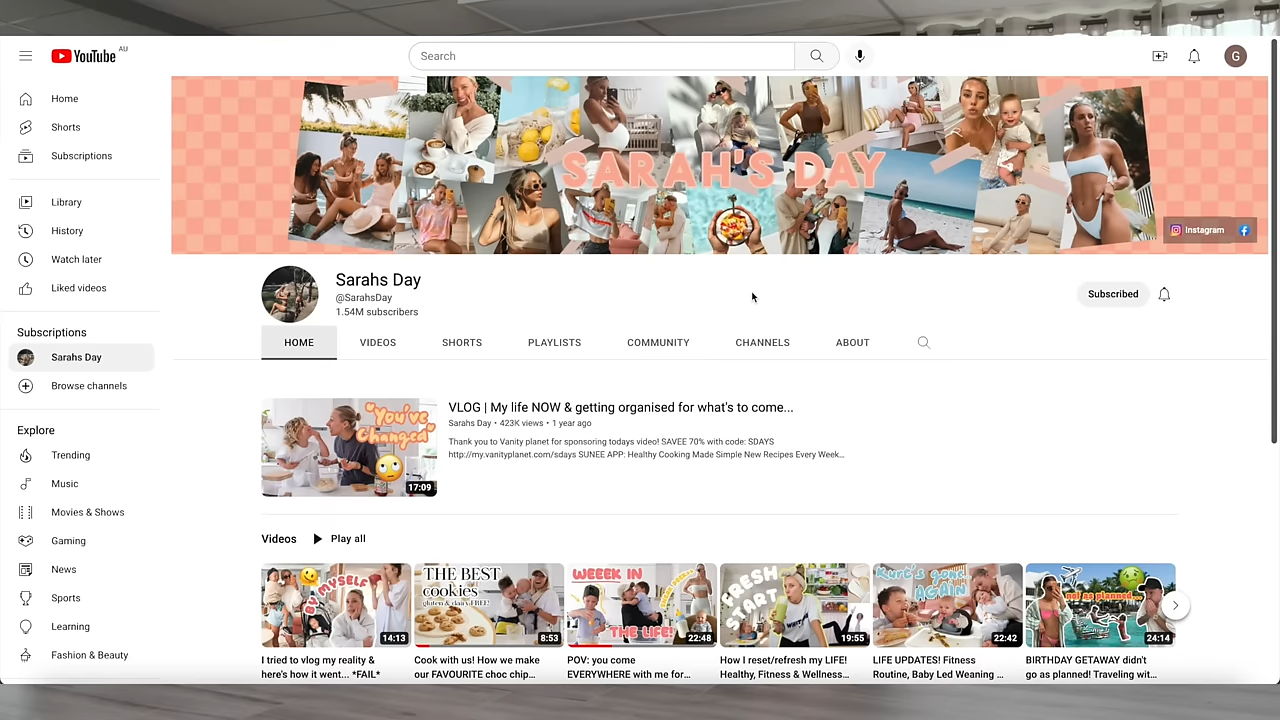 YouTube AU
Search
G
Home
Shorts
Subscriptions
Library
History
Watch later
Liked videos
Subscriptions
Sarahs Day
Browse channels
Explore
Trending
Music
Movies & Shows
Gaming
News
Sports
Learning
Fashion & Beauty
SARAH'S DAY
Instagram
Sarahs Day
@SarahsDay
1.54M subscribers
Subscribed
HOME VIDEOS SHORTS PLAYLISTS COMMUNITY CHANNELS ABOUT
"You've
Changed"
17:09
VLOG | My life NOW & getting organised for what's to come...
Sarahs Day • 423K views • 1 year ago
Thank you to Vanity planet for sponsoring todays video! SAVEE 70% with code: SDAYS
http://my.vanityplanet.com/sdays SUNEE APP: Healthy Cooking Made Simple New Recipes Every Week...
Videos Play all
BY MYSELF
14:13
I tried to vlog my reality &
here's how it went... *FAIL*
THE BEST
cookies
gluten & dairy FREE!
8:53
Cook with us! How we make
our FAVOURITE choc chip...
WEEEK IN
THE LIFE!
22:48
POV: you come
EVERYWHERE with me for...
FRESH
START
19:55
How I reset/refresh my LIFE!
Healthy, Fitness & Wellness...
Kurt's gone...
AGAIN
22:42
LIFE UPDATES! Fitness
Routine, Baby Led Weaning ...
not as planned...
24:14
BIRTHDAY GETAWAY didn't
go as planned! Traveling wit...